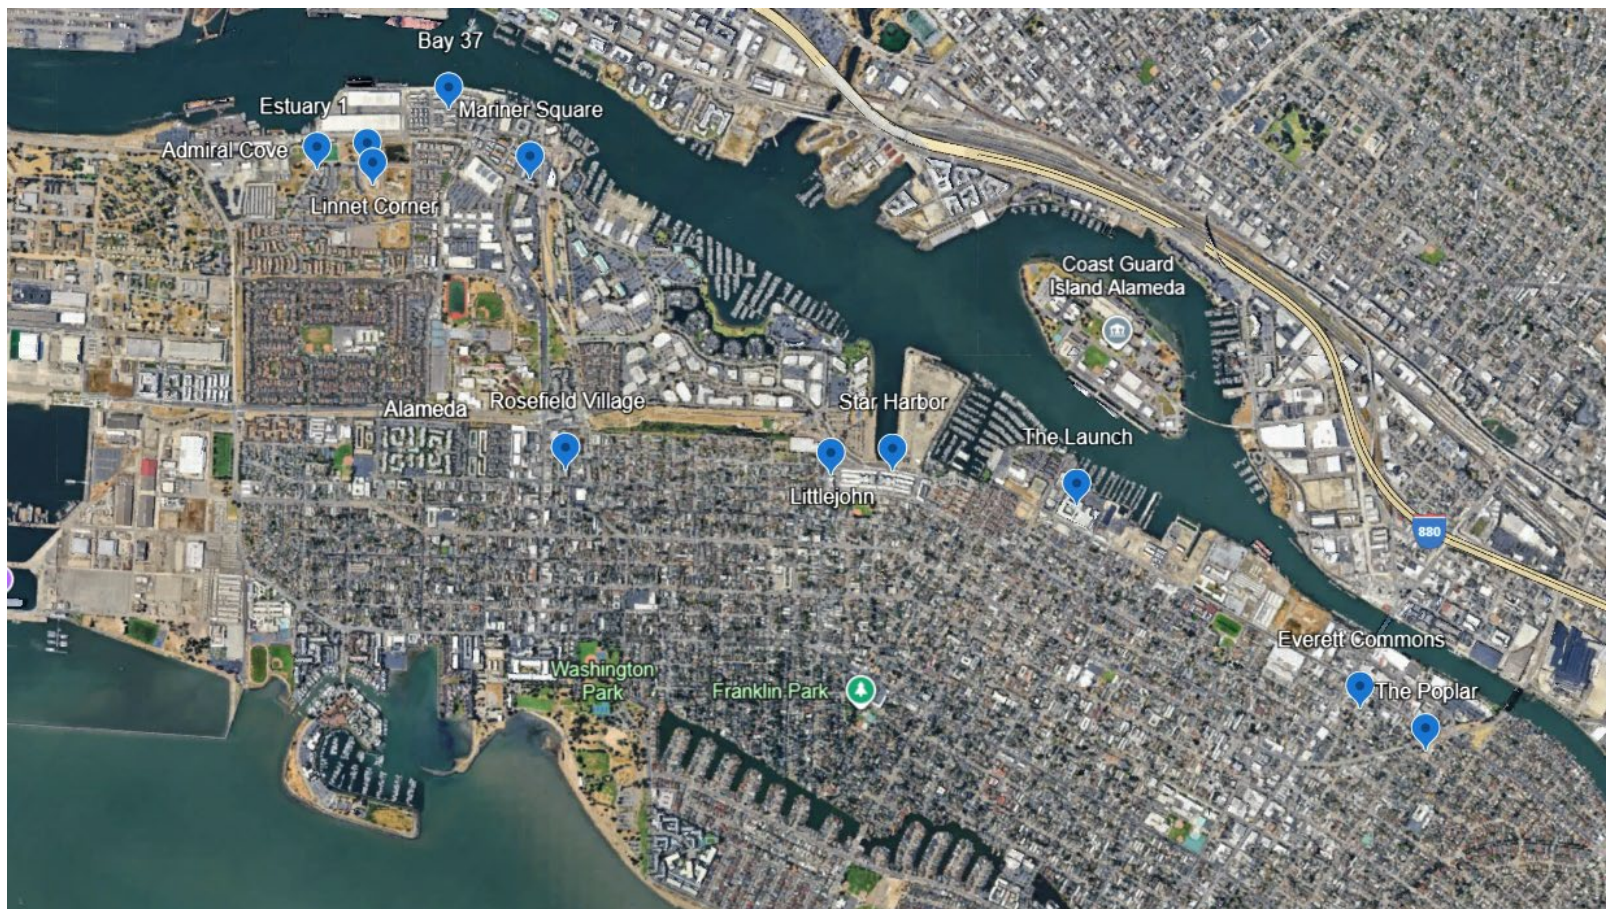 Bay 37
Estuary 1
Mariner Square
Admiral Cove
Linnet Corner
Coast Guard
Island Alameda
Alameda
Rosefield Village
Star Harbor
The Launch
Littlejohn
880
Everett Commons
Washington
Park
Franklin Park
The Poplar